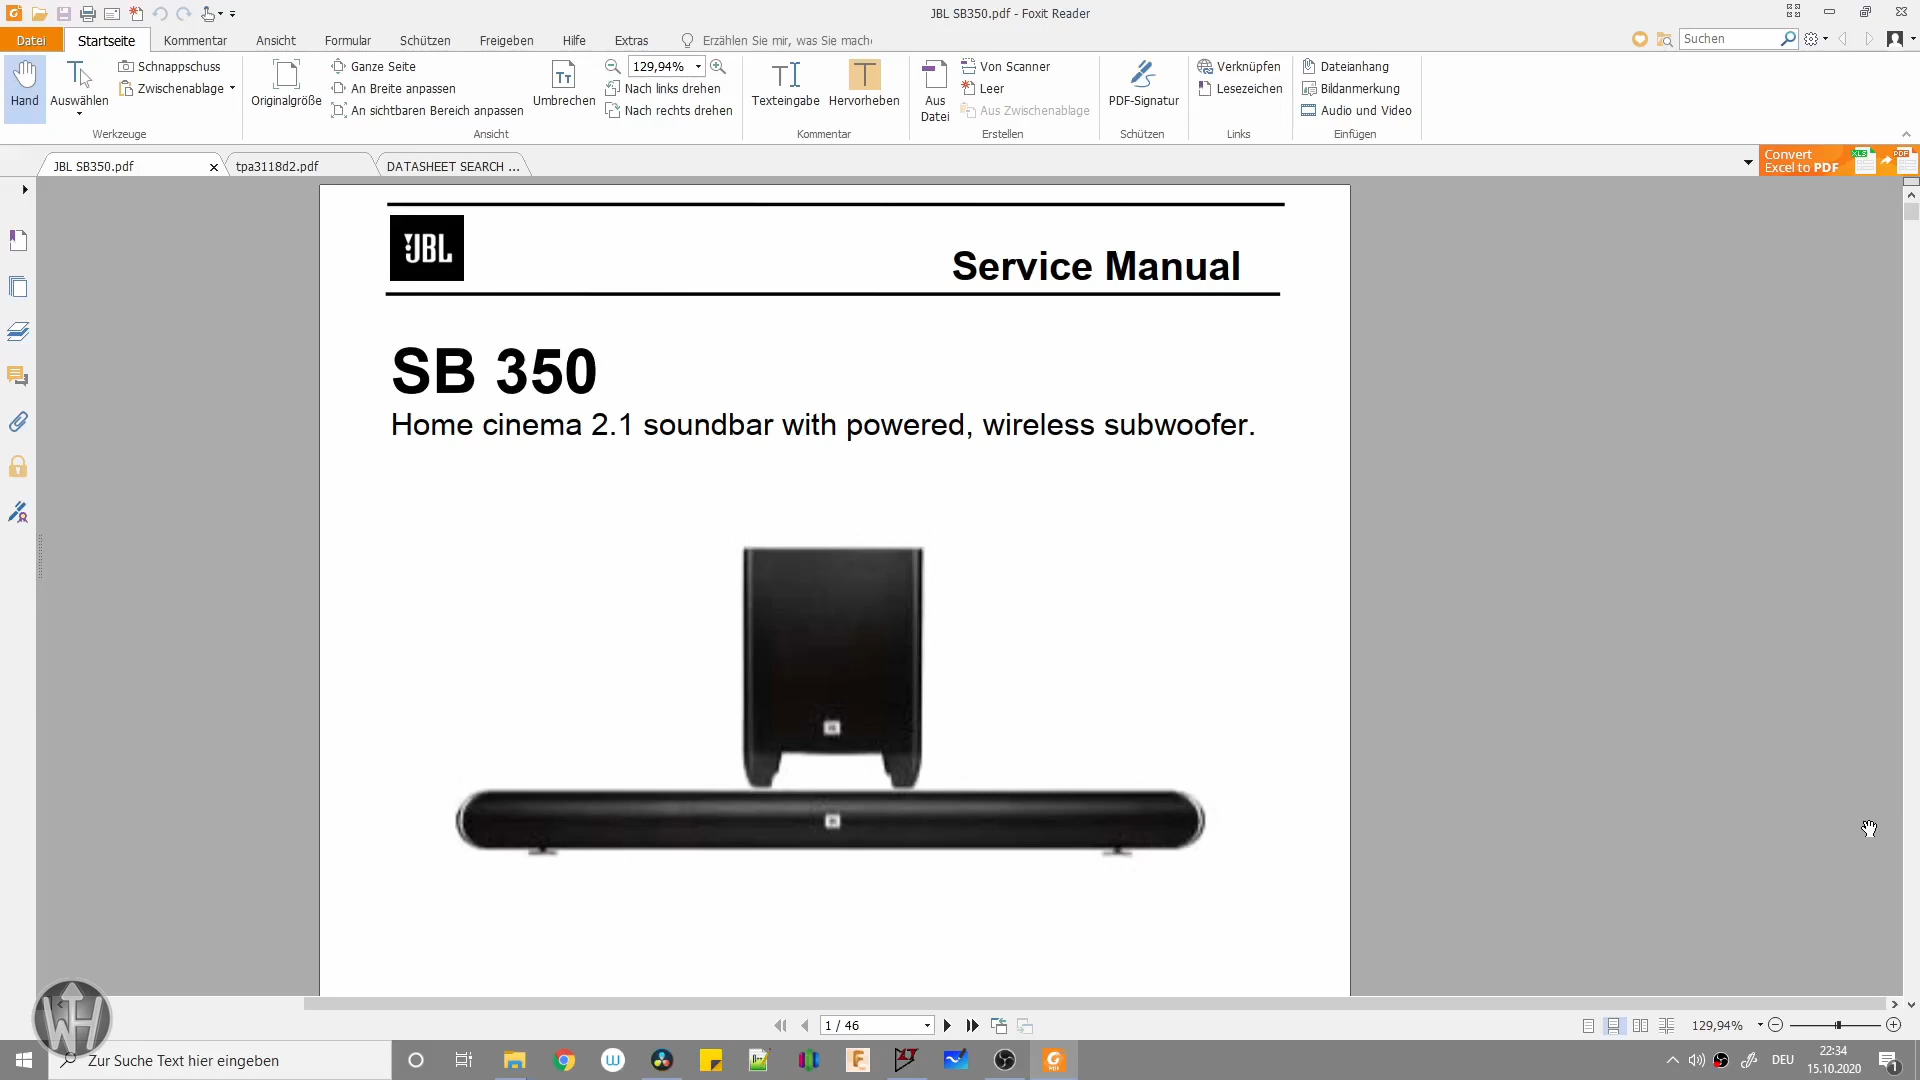 JBL SB350.pdf - Foxit Reader
Datei
Startseite
Kommentar
Ansicht
Formular
Schützen
Freigeben
Hilfe
Extras
Erzählen Sie mir, was Sie mach
Suchen
Hand
Auswählen
Schnappschuss
Zwischenablage
Werkzeuge
Originalgröße
Ganze Seite
An Breite anpassen
An sichtbaren Bereich anpassen
Umbrechen
129,94%
Nach links drehen
Nach rechts drehen
Ansicht
Texteingabe
Hervorheben
Kommentar
Aus
Datei
Von Scanner
Leer
Aus Zwischenablage
Erstellen
PDF-Signatur
Schützen
Verknüpfen
Lesezeichen
Links
Dateianhang
Bildanmerkung
Audio und Video
Einfügen
JBL SB350.pdf
tpa3118d2.pdf
DATASHEET SEARCH ...
Convert
Excel to PDF
XLS
PDF
JBL
Service Manual
SB 350
Home cinema 2.1 soundbar with powered, wireless subwoofer.
WH
1 / 46
129,94%
Zur Suche Text hier eingeben
DEU
22:34
15.10.2020
1